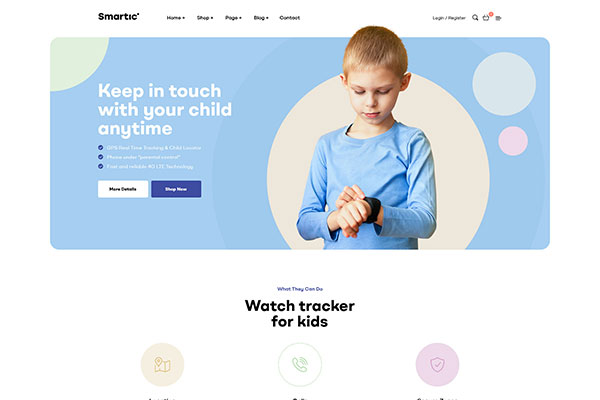 Smartic
Home Shop Page Blog Contact
Login / Register
Keep in touch
with your child
anytime
GPS Real Time Tracking & Child Locator
Phone under "parental control"
Fast and reliable 4G LTE Technology
More Details Shop Now
What They Can Do
Watch tracker
for kids